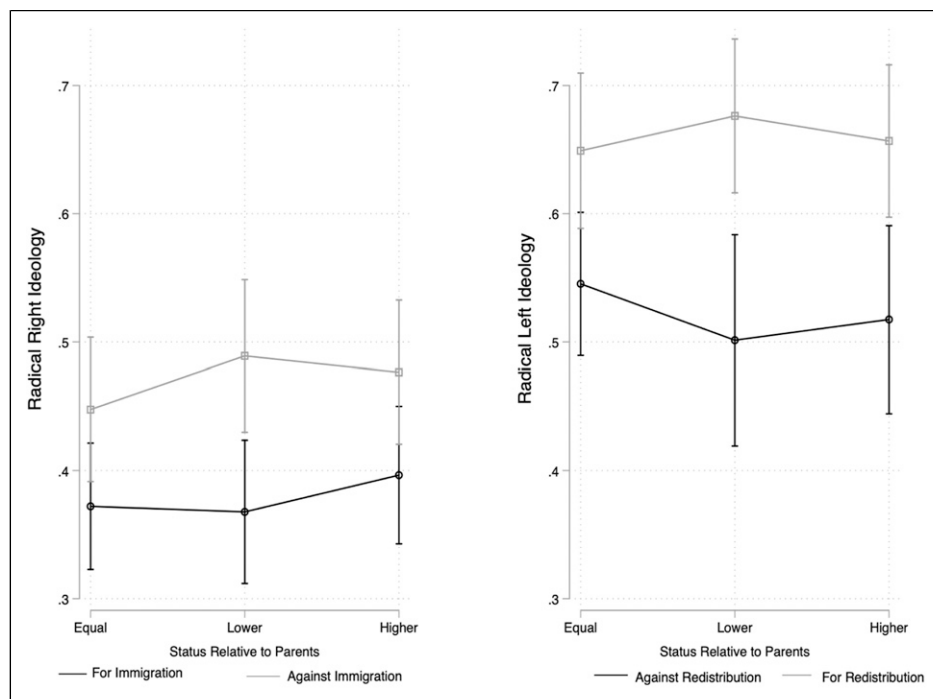 Radical Right Ideology
.7
.6
.5
.4
.3
Equal Lower Higher
Status Relative to Parents
For Immigration Against Immigration
Radical Left Ideology
.7
.6
.5
.4
.3
Equal Lower Higher
Status Relative to Parents
Against Redistribution For Redistribution